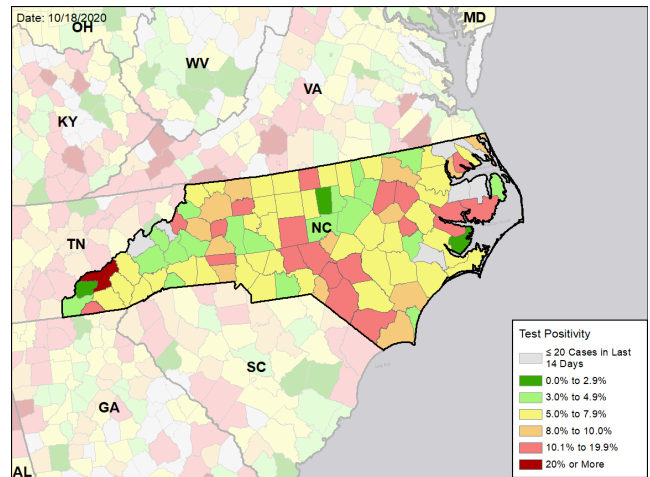 Date: 10/18/2020
OH
MD
WV
VA
KY
TN
NC
SC
GA
AL
Test Positivity
≤ 20 Cases in Last
14 Days
0.0% to 2.9%
3.0% to 4.9%
5.0% to 7.9%
8.0% to 10.0%
10.1% to 19.9%
20% or More